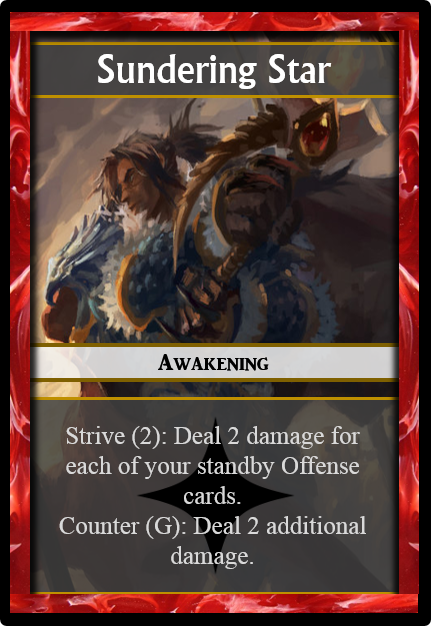 Sundering Star
Awakening
Strive (2): Deal 2 damage for
each of your standby Offense
cards.
Counter (G): Deal 2 additional
damage.